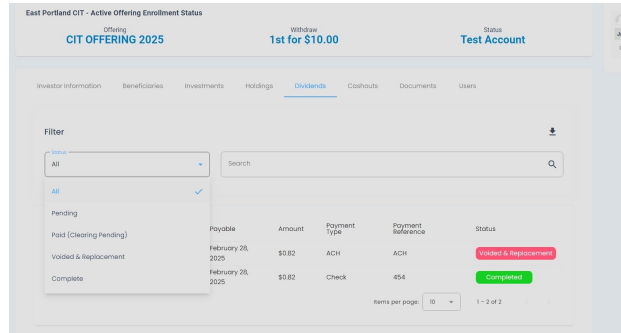 East Portland CIT - Active Offering Enrollment Status
Offering
CIT OFFERING 2025
Withdraw
1st for $10.00
Status
Test Account
Investor Information Beneficiaries Investments Holdings Dividends Cashouts Documents Users
Filter
Status
All
Search
All
Pending
Paid (Clearing Pending)
Voided & Replacement
Complete
Payable Amount Payment Type Payment Reference Status
February 28, 2025 $0.82 ACH ACH Voided & Replacement
February 28, 2025 $0.82 Check 454 Completed
Items per page: 10 1 – 2 of 2